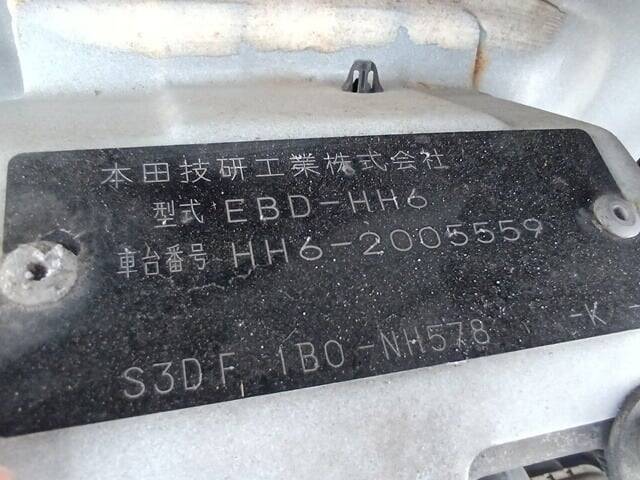 本田技研工業株式会社
型式 EBD-HH6
車台番号 HH6-2005559
S3DF 1B0-NH578 -K -